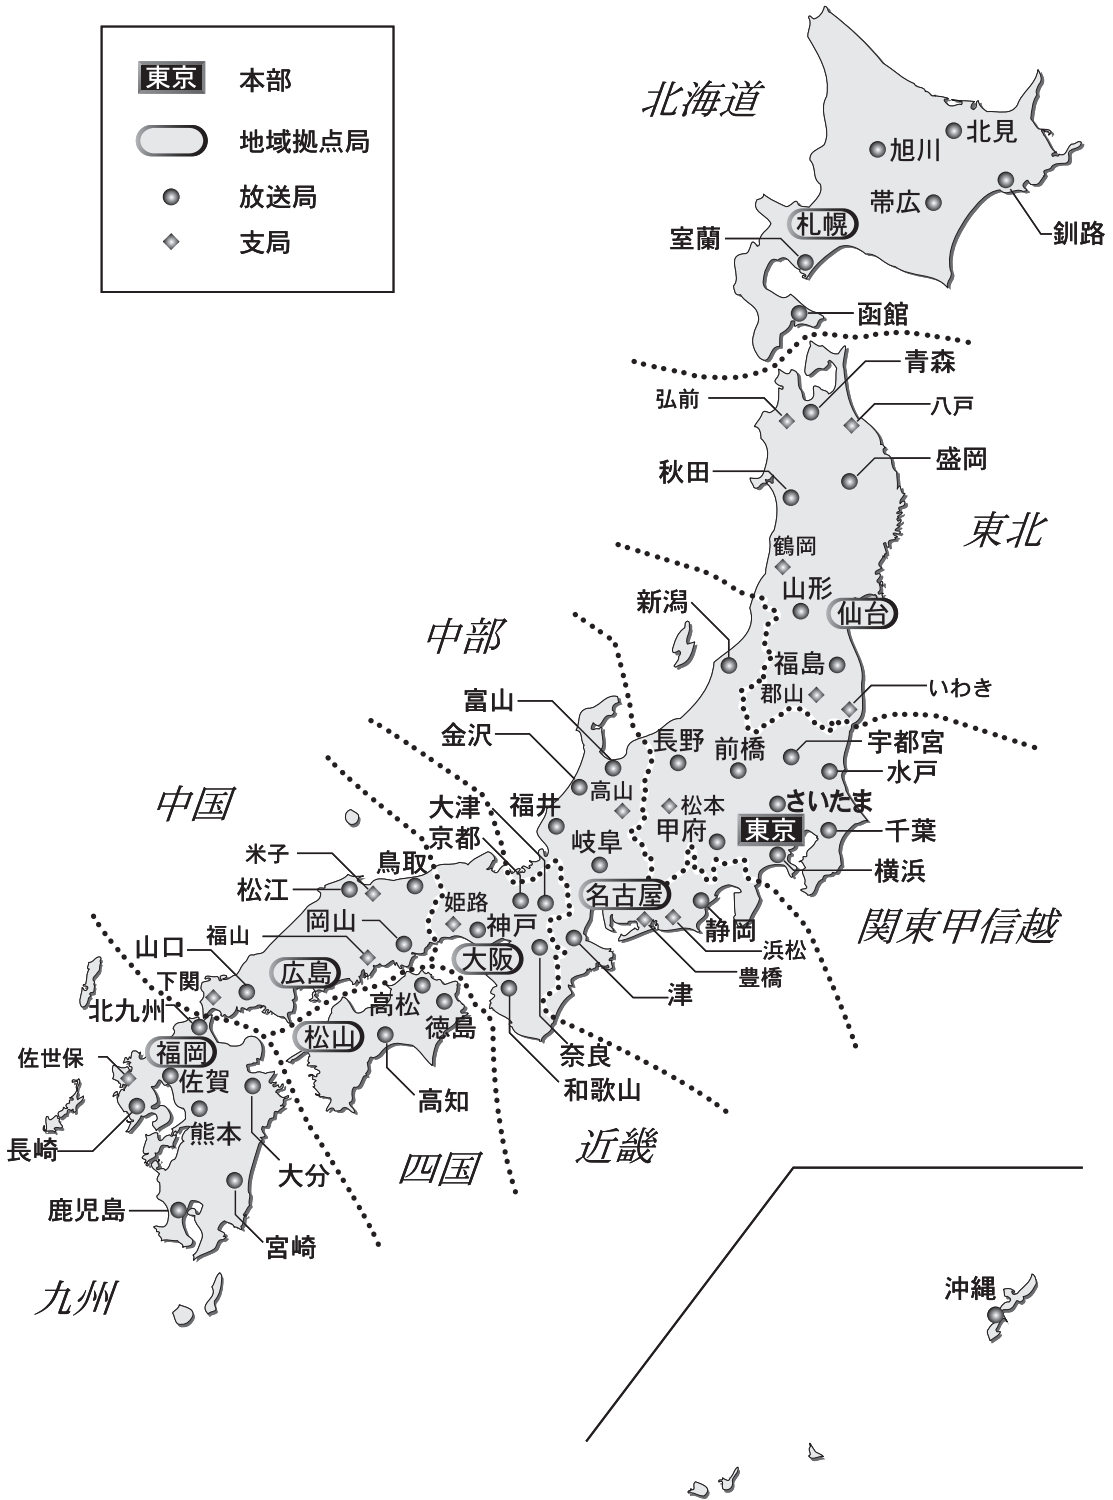 東京 本部
地域拠点局
放送局
支局
北海道
北見
旭川
帯広
釧路
札幌
室蘭
函館
青森
弘前
八戸
盛岡
秋田
東北
鶴岡
山形
仙台
新潟
中部
福島
郡山
いわき
富山
金沢
長野
前橋
宇都宮
水戸
高山
松本
さいたま
中国
大津
福井
京都
甲府
東京
千葉
岐阜
横浜
米子
鳥取
松江
姫路
名古屋
岡山
神戸
静岡
関東甲信越
山口
福山
浜松
大阪
豊橋
下関
広島
津
北九州
高松
徳島
松山
福岡
佐世保
佐賀
奈良
和歌山
高知
熊本
長崎
大分
四国
近畿
鹿児島
宮崎
九州
沖縄